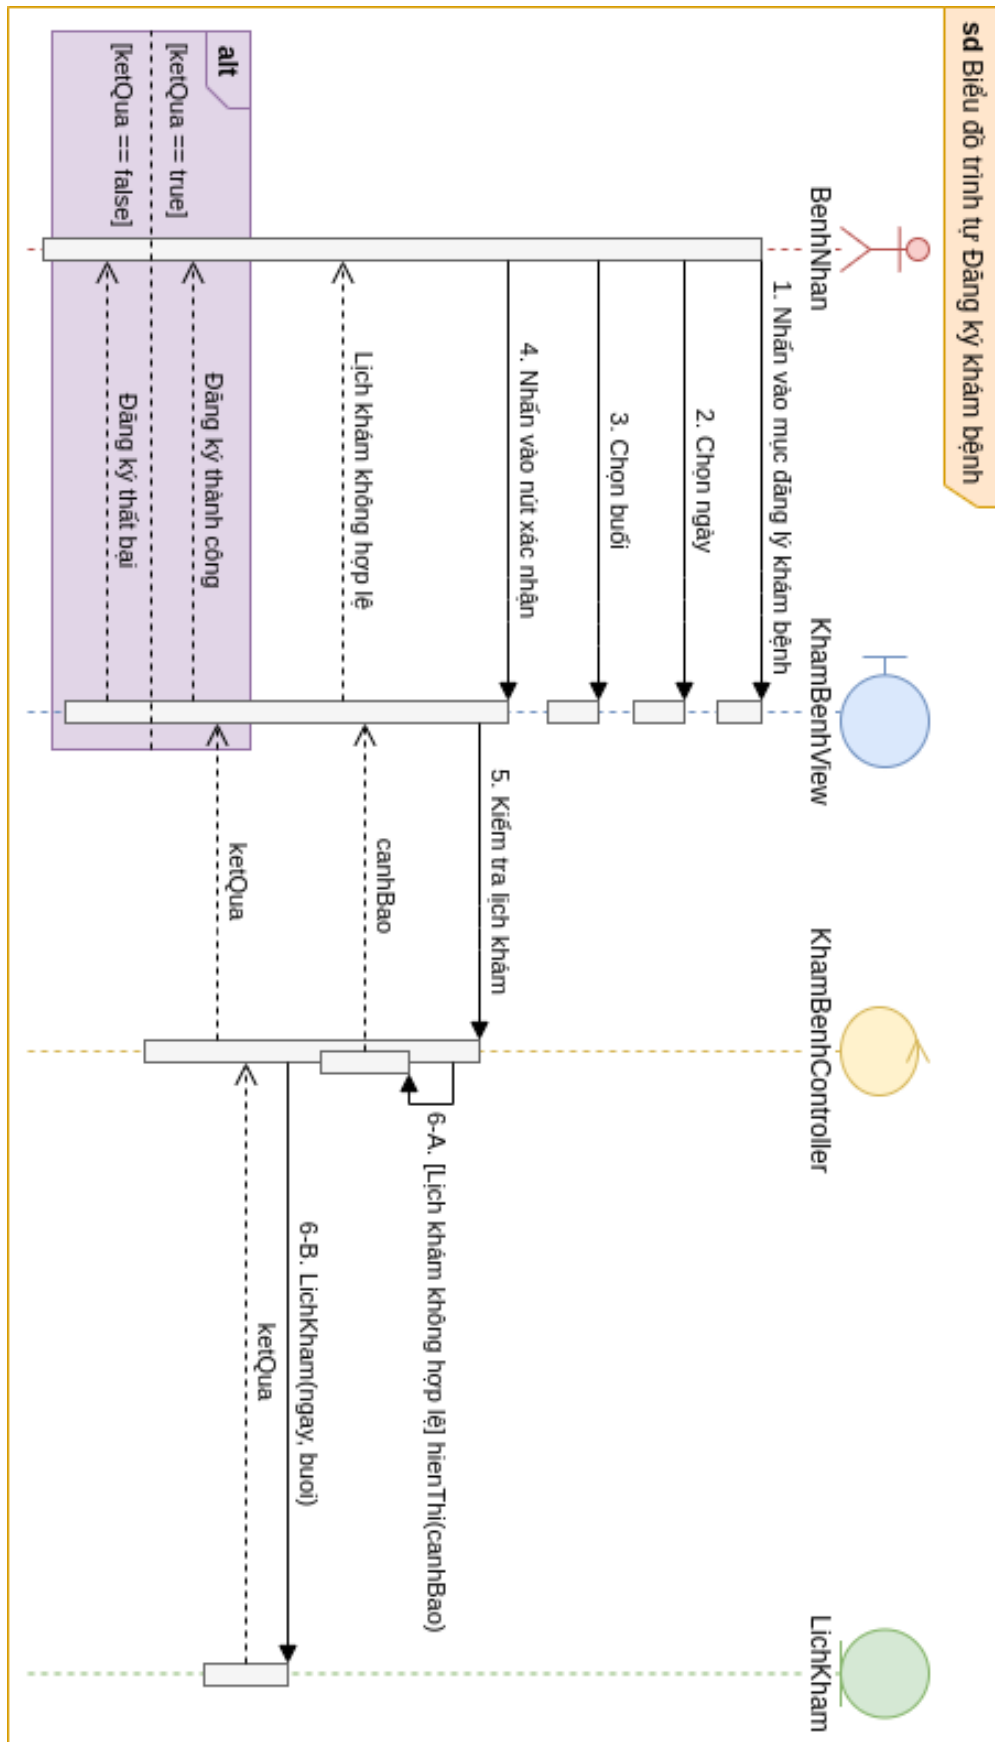 sd Biểu đồ trình tự Đăng ký khám bệnh
BenhNhan
KhamBenhView
KhamBenhController
LichKham
1. Nhấn vào mục đăng lý khám bệnh
2. Chọn ngày
3. Chọn buổi
4. Nhấn vào nút xác nhận
5. Kiểm tra lịch khám
6-A. [Lịch khám không hợp lệ] hienThi(canhBao)
canhBao
Lịch khám không hợp lệ
6-B. LichKham(ngay, buoi)
ketQua
ketQua
alt
[ketQua == true]
Đăng ký thành công
[ketQua == false]
Đăng ký thất bại